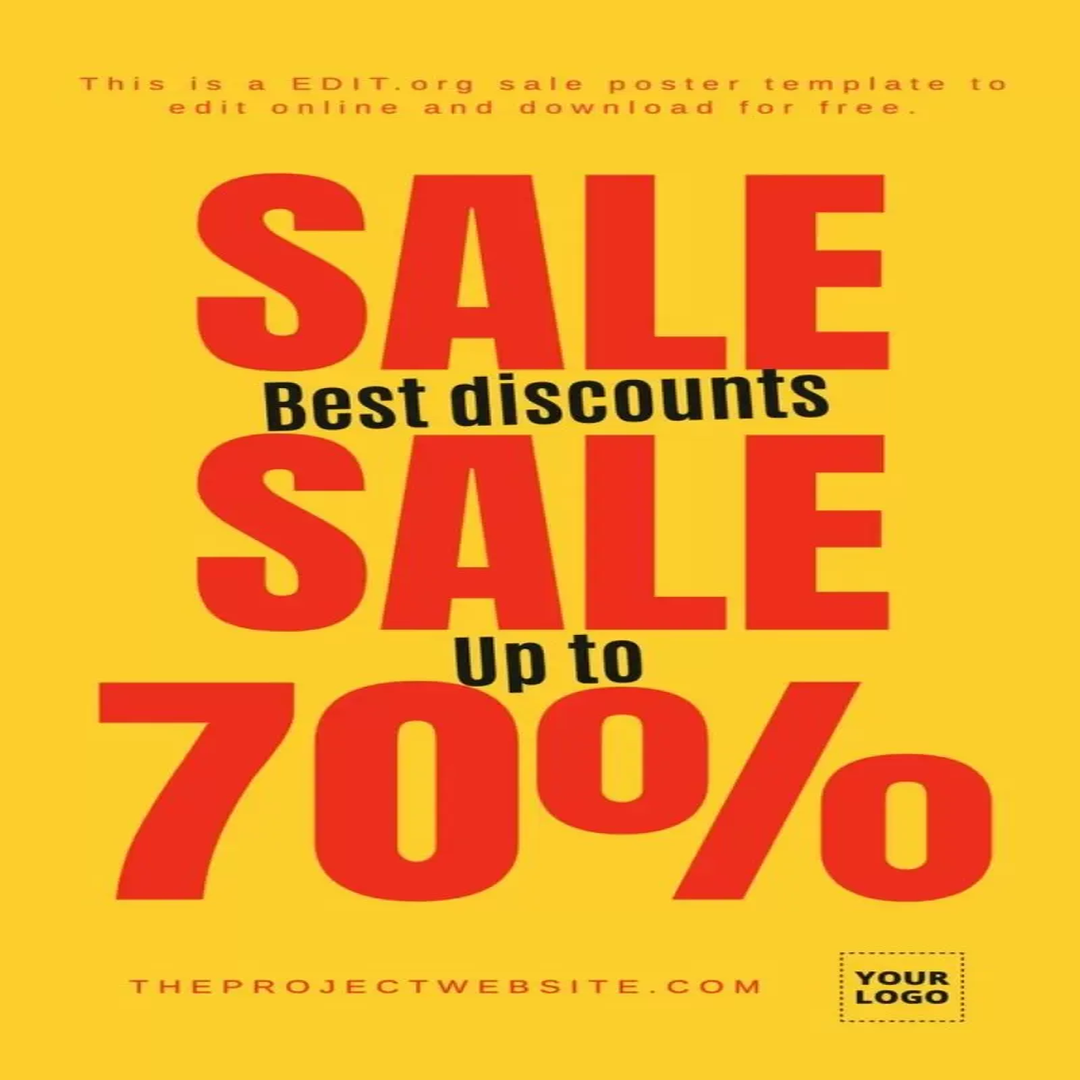 This is a EDIT.org sale poster template to
edit online and download for free.
SALE
Best discounts
SALE
Up to
70%
THEPROJECTWEBSITE.COM
YOUR
LOGO